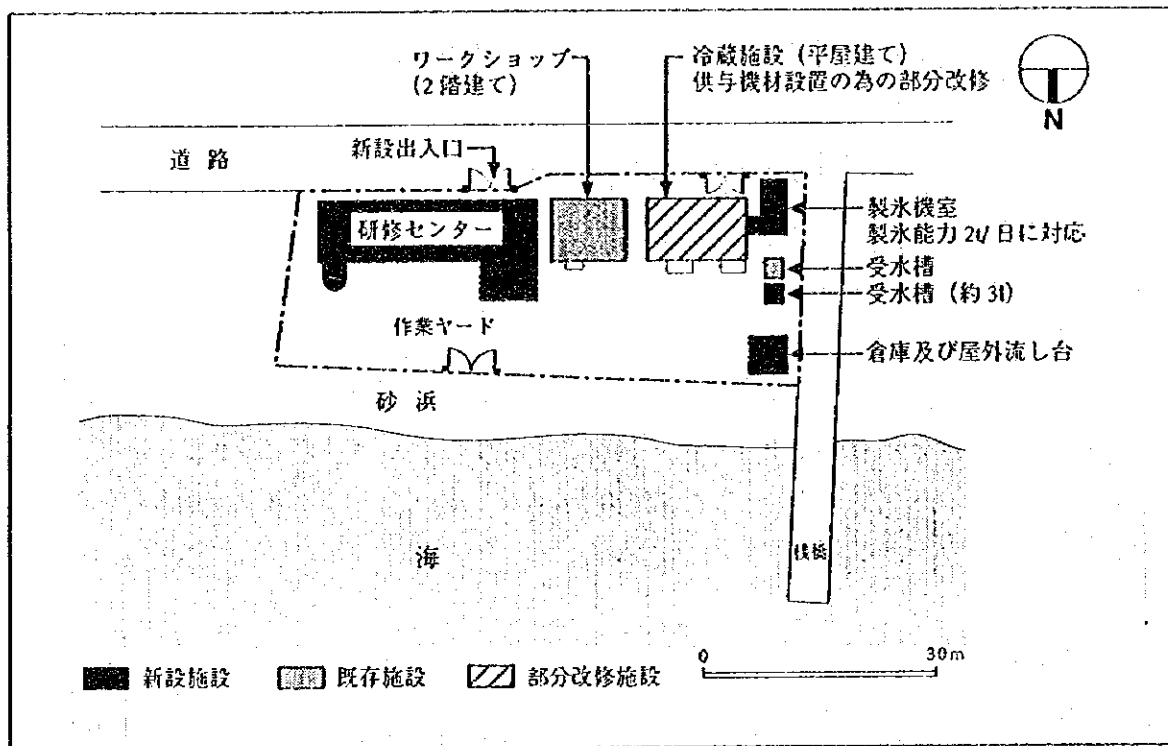 ワークショップ
(2階建て)
冷蔵施設（平屋建て）
供与機材設置の為の部分改修
N
道路
新設出入口
研修センター
製氷機室
製氷能力2t/日に対応
受水槽
受水槽（約3t）
作業ヤード
倉庫及び屋外流し台
砂浜
海
桟橋
0
30m
新設施設
既存施設
部分改修施設